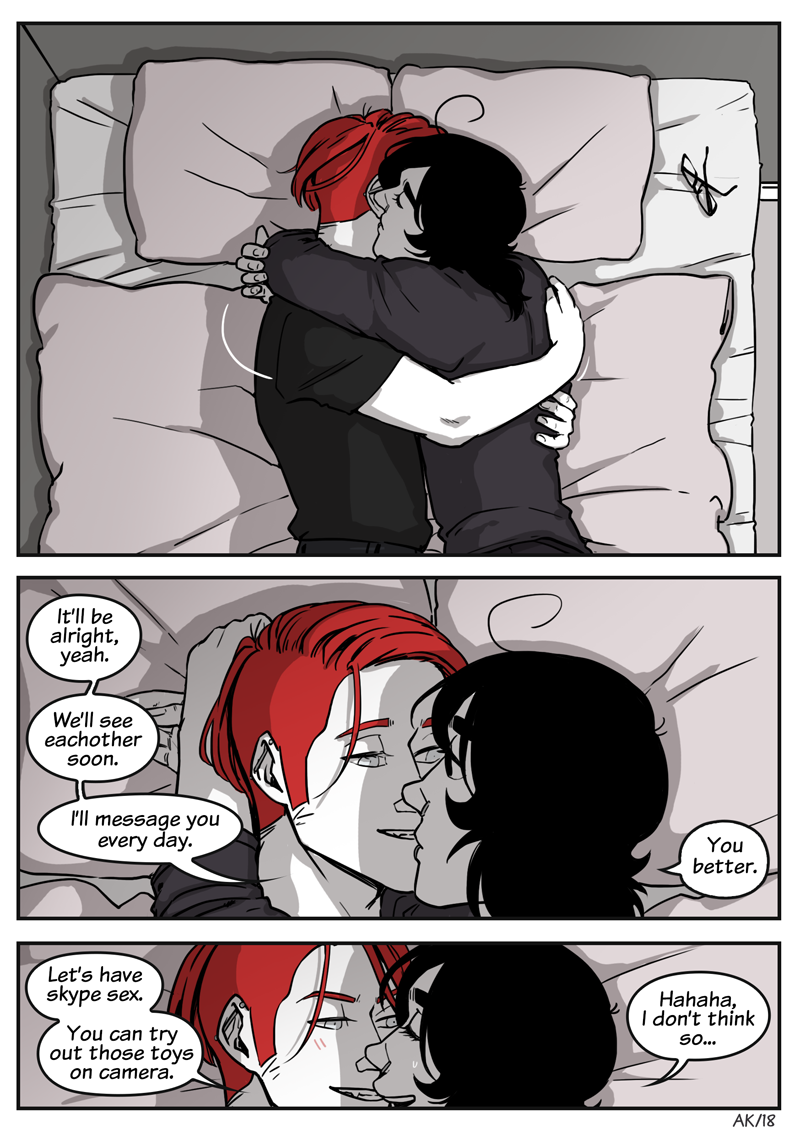 It'll be
alright,
yeah.
We'll see
eachother
soon.
I'll message you
every day.
You
better.
Let's have
skype sex.
You can try
out those toys
on camera.
Hahaha,
I don't think
so...
AK/18